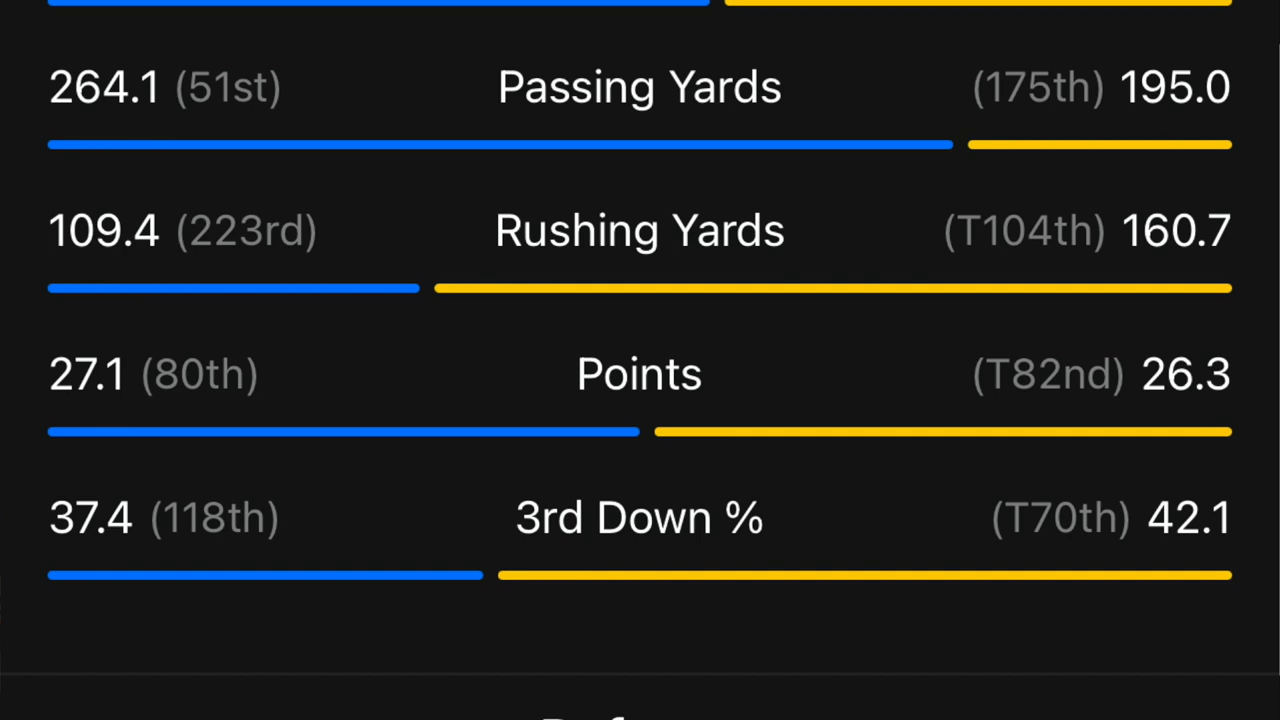 264.1 (51st) Passing Yards (175th) 195.0
109.4 (223rd) Rushing Yards (T104th) 160.7
27.1 (80th) Points (T82nd) 26.3
37.4 (118th) 3rd Down % (T70th) 42.1